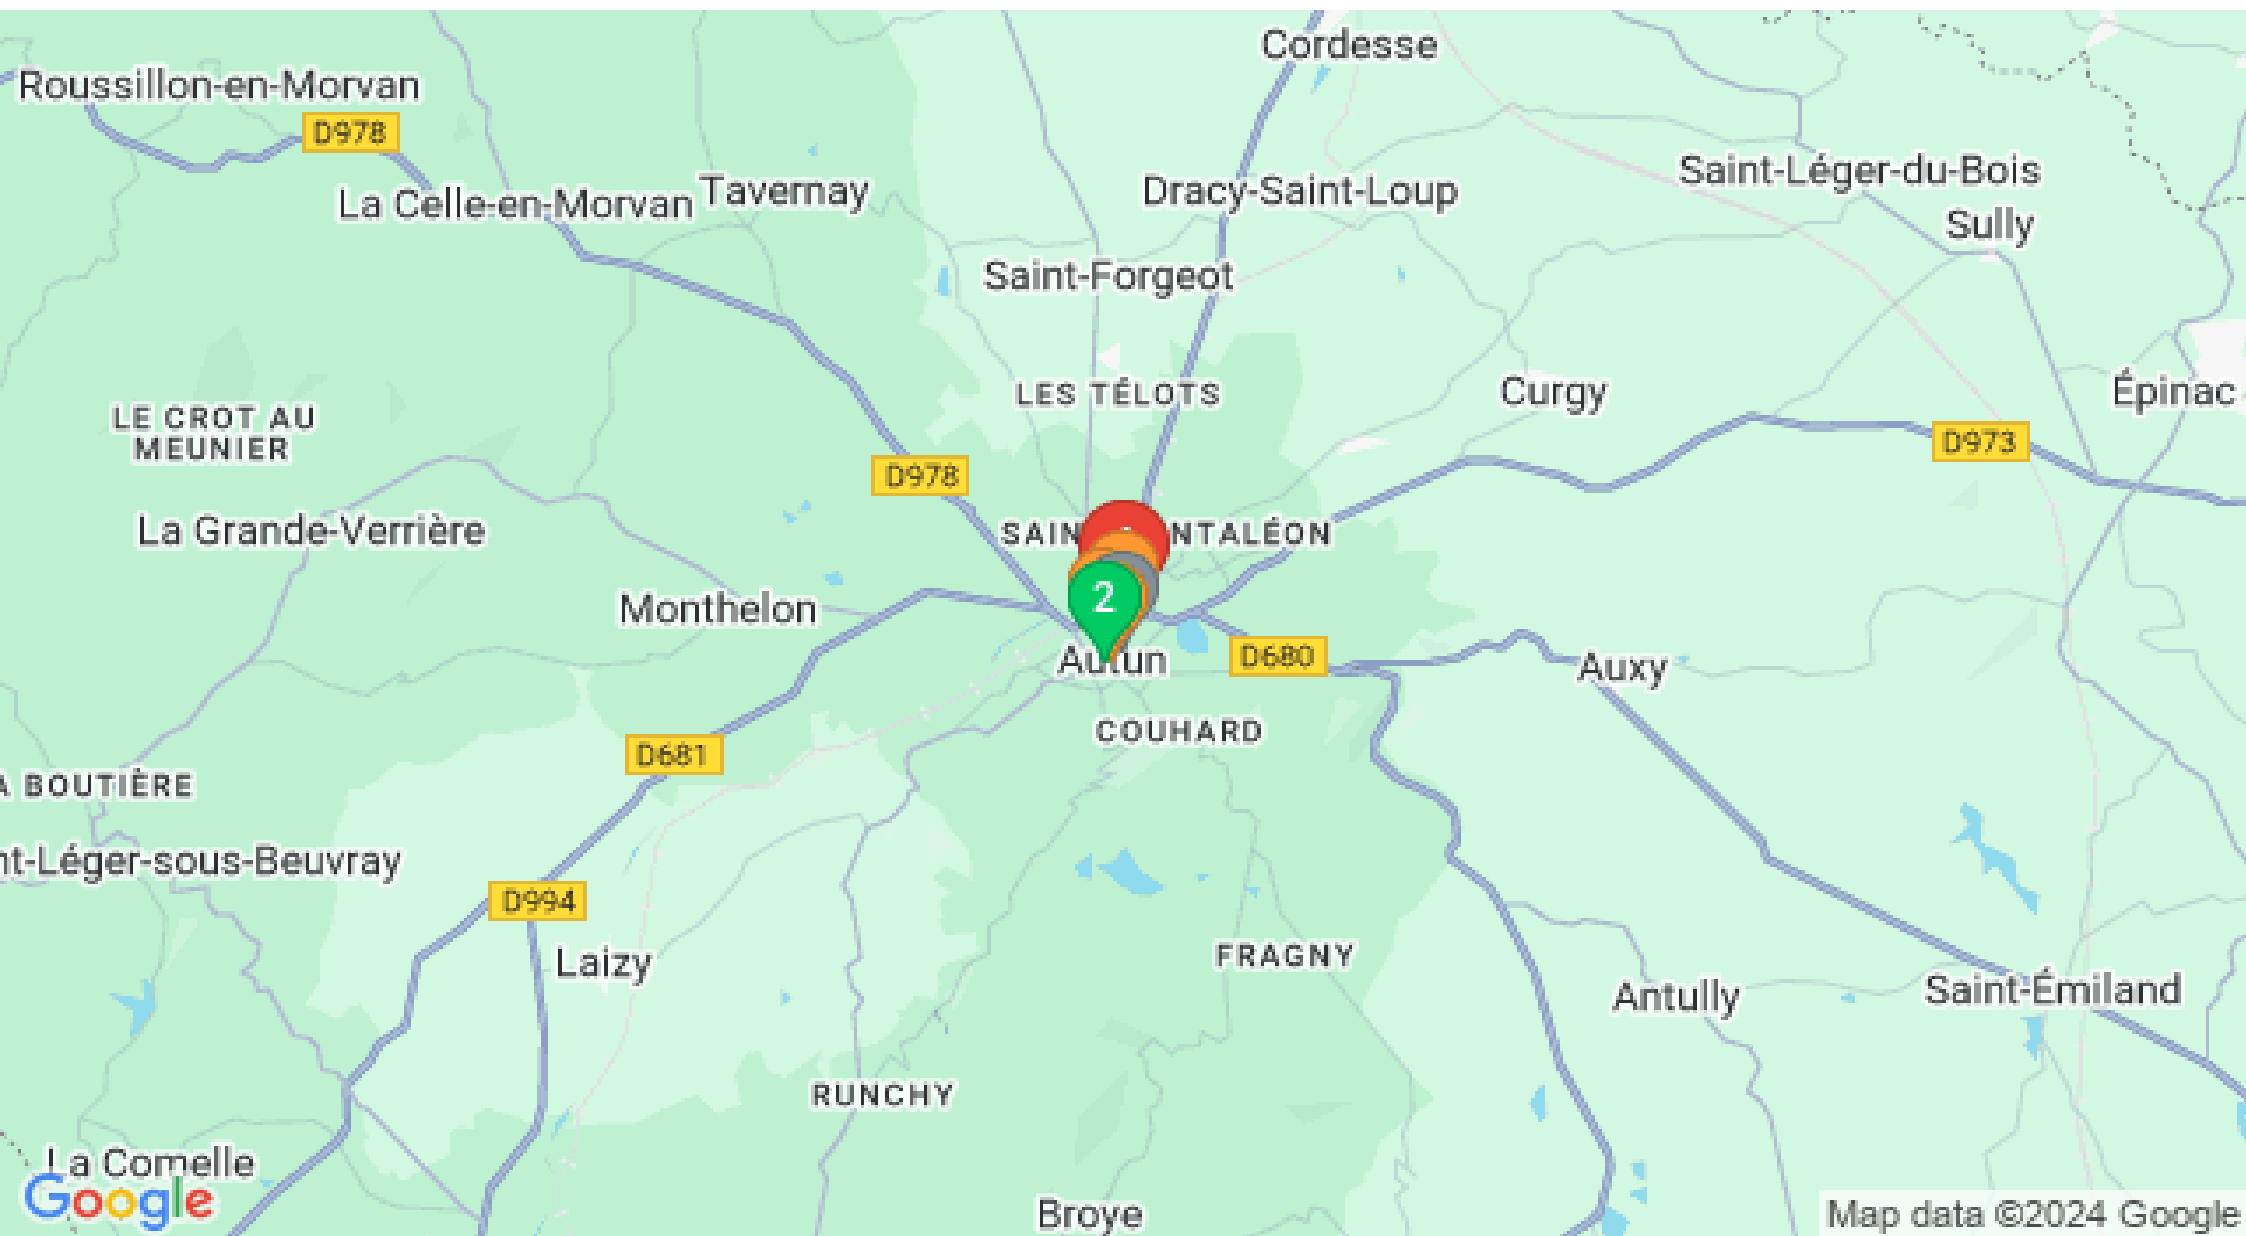 Cordesse
Roussillon-en-Morvan
D978
Saint-Léger-du-Bois
La Celle-en-Morvan
Tavernay
Dracy-Saint-Loup
Sully
Saint-Forgeot
LES TÉLOTS
Curgy
Épinac
LE CROT AU
MEUNIER
D973
D978
La Grande-Verrière
SAIN NTALÉON
2
Monthelon
Autun
D680
Auxy
COUHARD
D681
A BOUTIÈRE
nt-Léger-sous-Beuvray
D994
Laizy
FRAGNY
Antully
Saint-Émiland
RUNCHY
La Comelle
Google
Broye
Map data ©2024 Google